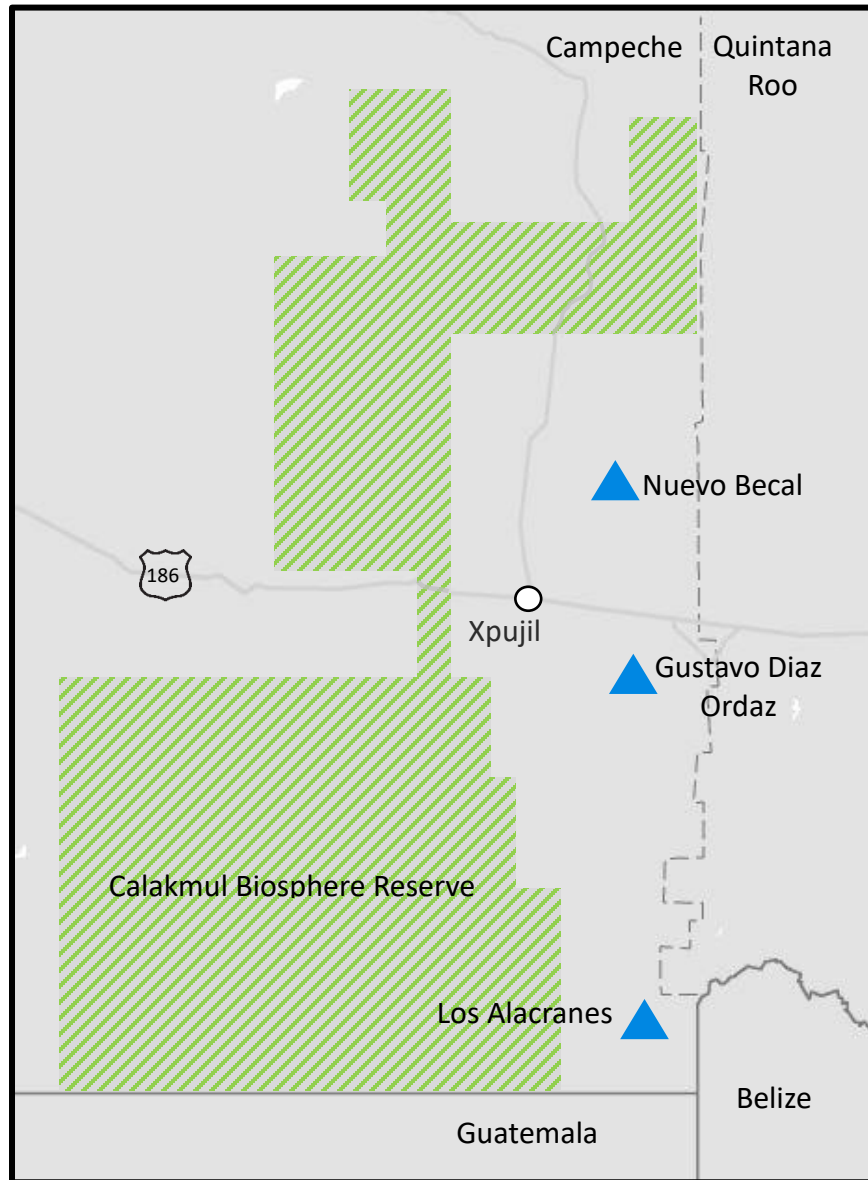 Campeche
Quintana
Roo
Nuevo Becal
186
Xpujil
Gustavo Diaz
Ordaz
Calakmul Biosphere Reserve
Los Alacranes
Belize
Guatemala